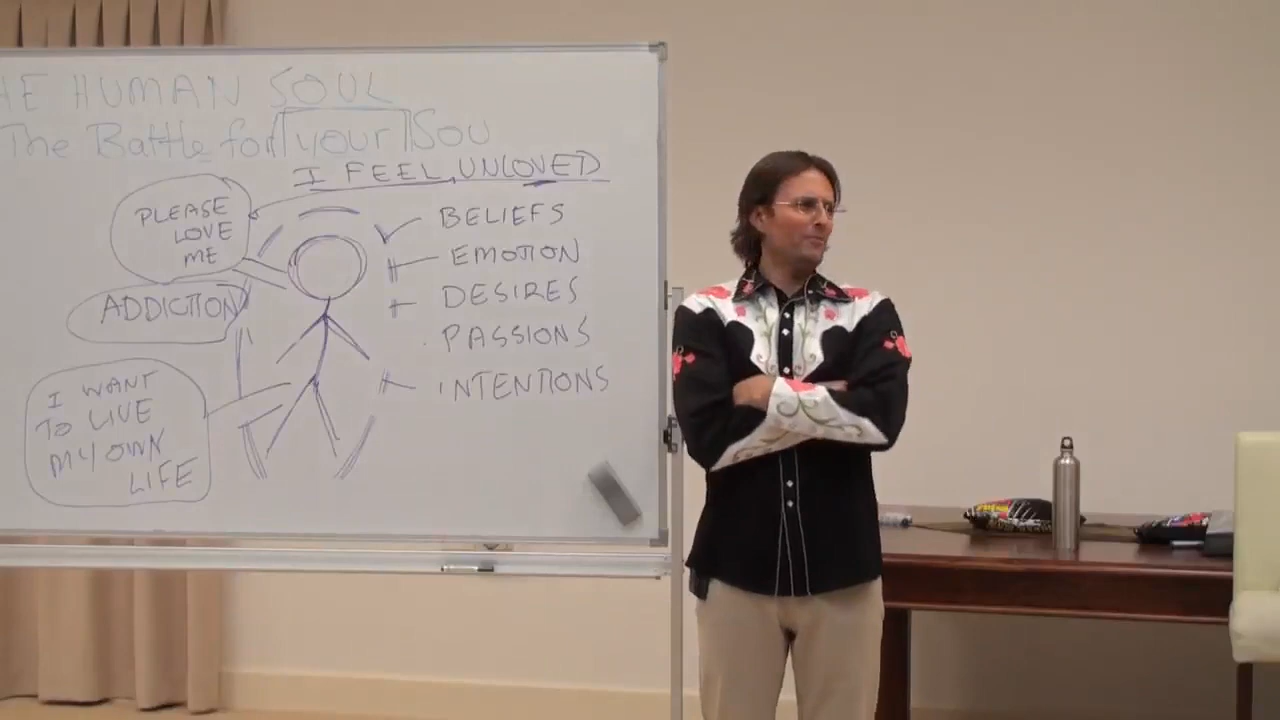 HE HUMAN SOUL
The Battle for your Sou
I FEEL UNLOVED
PLEASE
LOVE
ME
ADDICTION
I WANT
TO LIVE
MY OWN
LIFE
BELIEFS
EMOTION
DESIRES
PASSIONS
INTENTIONS